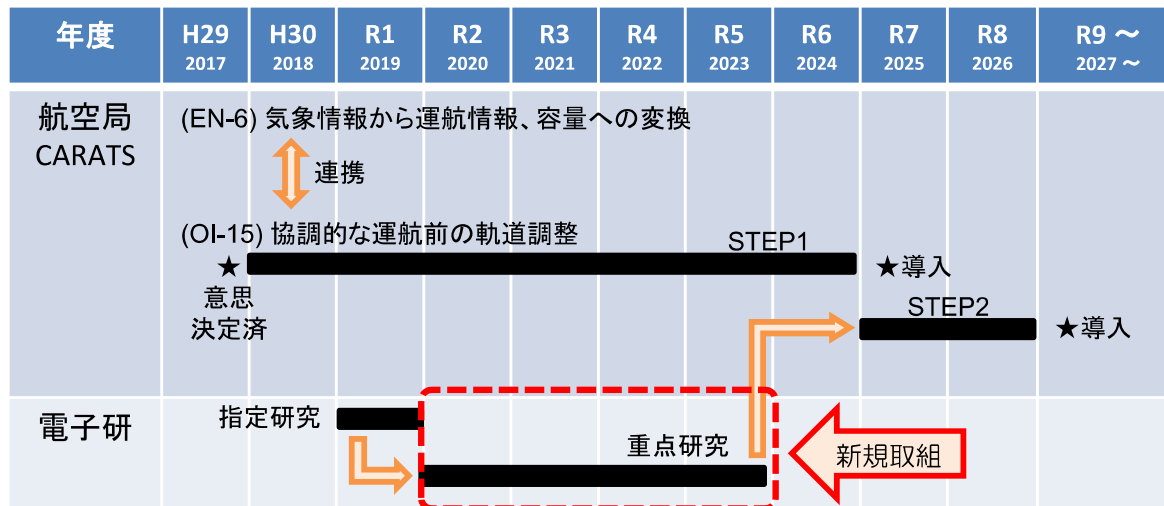 年度 H29 H30 R1 R2 R3 R4 R5 R6 R7 R8 R9 ～
2017 2018 2019 2020 2021 2022 2023 2024 2025 2026 2027 ～
航空局
CARATS
(EN-6) 気象情報から運航情報、容量への変換
連携
(OI-15) 協調的な運航前の軌道調整
STEP1
★
★導入
意思
決定済
STEP2
★導入
電子研
指定研究
重点研究
新規取組